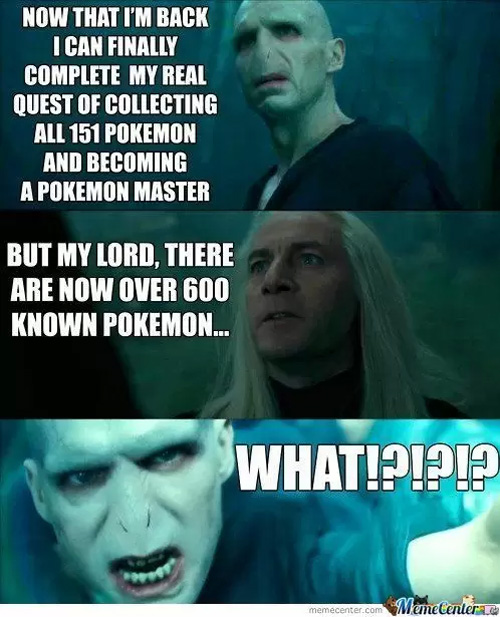 NOW THAT I'M BACK
I CAN FINALLY
COMPLETE MY REAL
QUEST OF COLLECTING
ALL 151 POKEMON
AND BECOMING
A POKEMON MASTER
BUT MY LORD, THERE
ARE NOW OVER 600
KNOWN POKEMON...
WHAT!?!?!?
memecenter.com MemeCenter